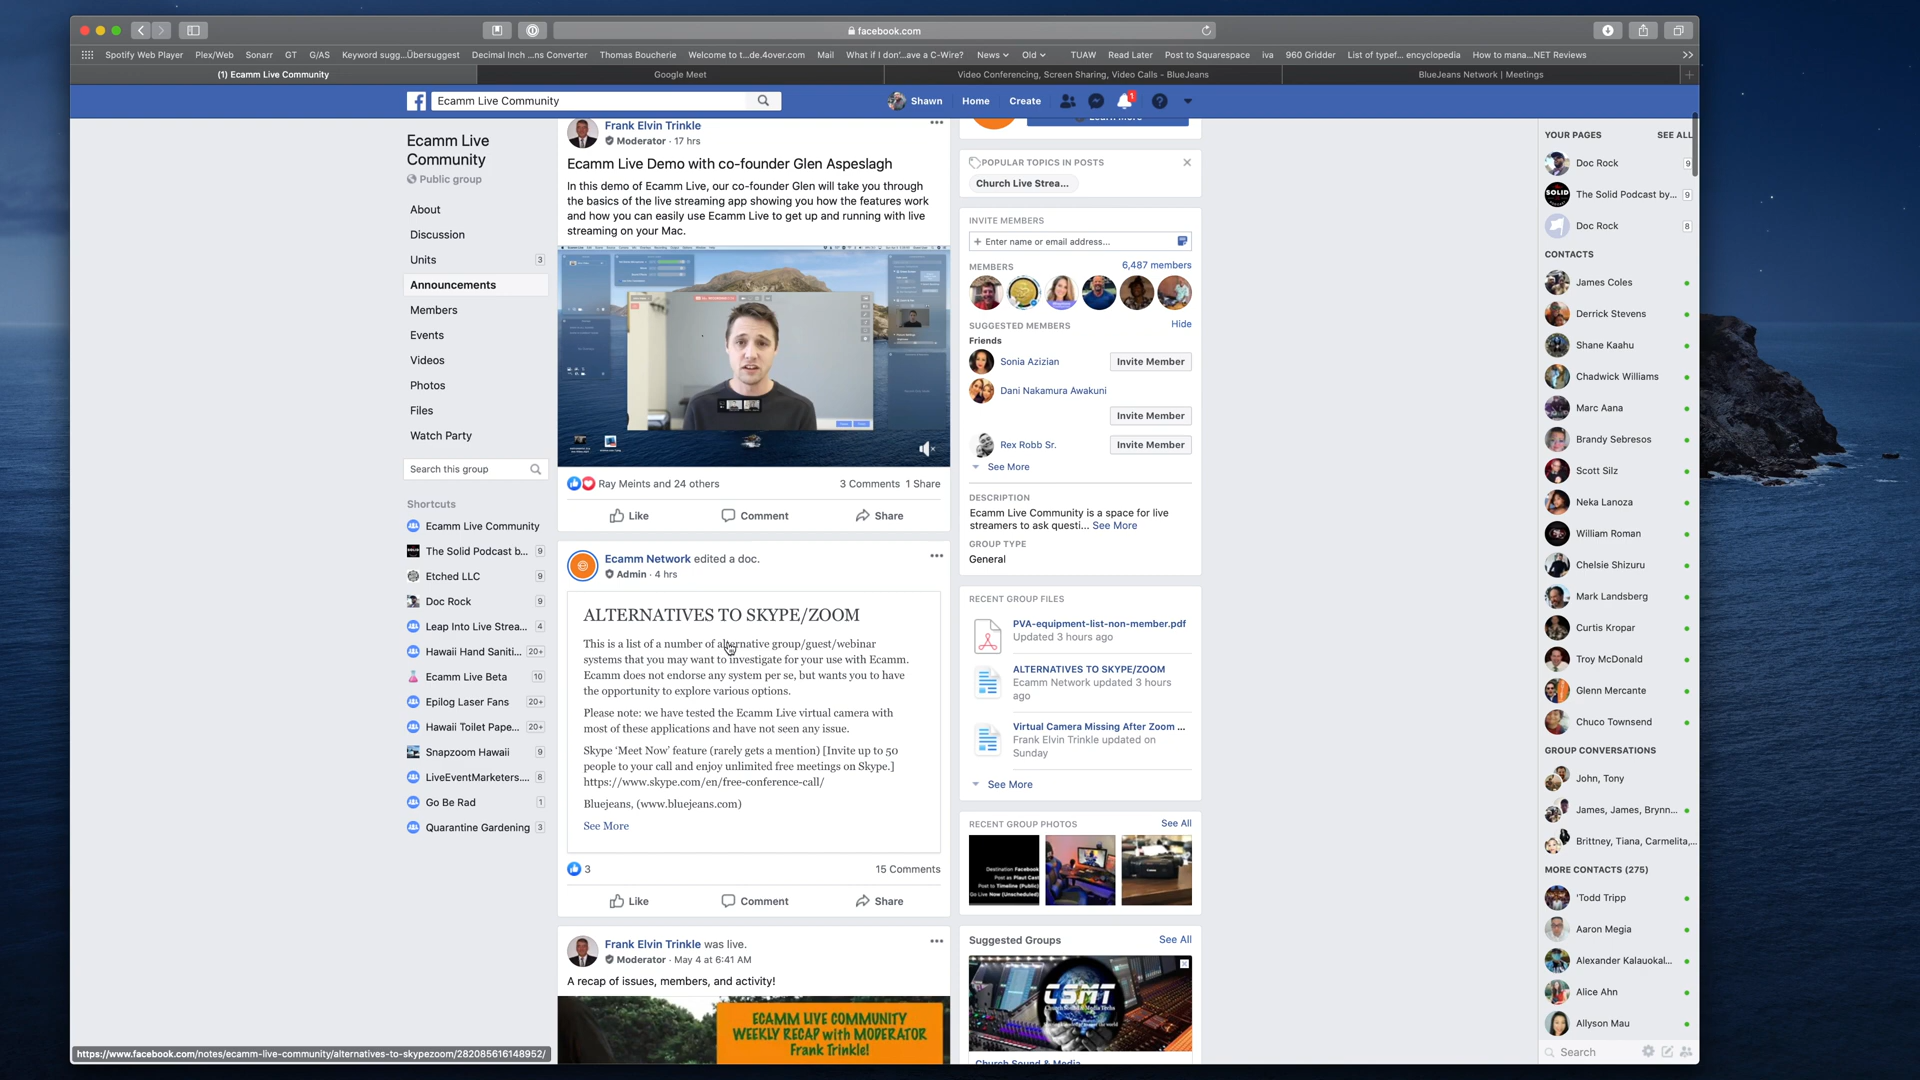 facebook.com
Spotify Web Player
Plex/Web
Sonarr
GT
G/AS
Keyword sugg...Übersuggest
Decimal Inch ...ns Converter
Thomas Boucherie
Welcome to t...de.4over.com
Mail
What if I don'...ave a C-Wire?
News
Old
TUAW
Read Later
Post to Squarespace
iva
960 Gridder
List of typef... encyclopedia
How to mana...NET Reviews
(1) Ecamm Live Community
Google Meet
Video Conferencing, Screen Sharing, Video Calls - BlueJeans
BlueJeans Network | Meetings
Ecamm Live Community
Shawn
Home
Create
1
Ecamm Live
Community
Public group
About
Discussion
Units 3
Announcements
Members
Events
Videos
Photos
Files
Watch Party
Search this group
Shortcuts
Ecamm Live Community
The Solid Podcast b... 9
Etched LLC 9
Doc Rock 9
Leap Into Live Strea... 4
Hawaii Hand Saniti... 20+
Ecamm Live Beta 10
Epilog Laser Fans 20+
Hawaii Toilet Pape... 20+
Snapzoom Hawaii 9
LiveEventMarketers.... 8
Go Be Rad 1
Quarantine Gardening 3
Frank Elvin Trinkle
Moderator · 17 hrs
Ecamm Live Demo with co-founder Glen Aspeslagh
In this demo of Ecamm Live, our co-founder Glen will take you through
the basics of the live streaming app showing you how the features work
and how you can easily use Ecamm Live to get up and running with live
streaming on your Mac.
Ray Meints and 24 others
3 Comments 1 Share
Like
Comment
Share
Ecamm Network edited a doc.
Admin · 4 hrs
ALTERNATIVES TO SKYPE/ZOOM
This is a list of a number of alternative group/guest/webinar
systems that you may want to investigate for your use with Ecamm.
Ecamm does not endorse any system per se, but wants you to have
the opportunity to explore various options.
Please note: we have tested the Ecamm Live virtual camera with
most of these applications and have not seen any issue.
Skype 'Meet Now' feature (rarely gets a mention) [Invite up to 50
people to your call and enjoy unlimited free meetings on Skype.]
https://www.skype.com/en/free-conference-call/
Bluejeans, (www.bluejeans.com)
See More
3
15 Comments
Like
Comment
Share
Frank Elvin Trinkle was live.
Moderator · May 4 at 6:41 AM
A recap of issues, members, and activity!
ECAMM LIVE COMMUNITY
WEEKLY RECAP with MODERATOR
Frank Trinkle!
Learn More
POPULAR TOPICS IN POSTS
Church Live Strea...
INVITE MEMBERS
+ Enter name or email address...
MEMBERS
6,487 members
SUGGESTED MEMBERS
Hide
Friends
Sonia Azizian
Invite Member
Dani Nakamura Awakuni
Invite Member
Rex Robb Sr.
Invite Member
See More
DESCRIPTION
Ecamm Live Community is a space for live
streamers to ask questi... See More
GROUP TYPE
General
RECENT GROUP FILES
PVA-equipment-list-non-member.pdf
Updated 3 hours ago
ALTERNATIVES TO SKYPE/ZOOM
Ecamm Network updated 3 hours
ago
Virtual Camera Missing After Zoom ...
Frank Elvin Trinkle updated on
Sunday
See More
RECENT GROUP PHOTOS
See All
Destination Facebook
Post as Plaut Cast
Post to Timeline (Public)
Go Live Now (Unscheduled)
Suggested Groups
See All
CSMT
Church Sound & Media
YOUR PAGES
SEE ALL
Doc Rock 9
SOLID
The Solid Podcast by... 9
Doc Rock 8
CONTACTS
James Coles
Derrick Stevens
Shane Kaahu
Chadwick Williams
Marc Aana
Brandy Sebresos
Scott Silz
Neka Lanoza
William Roman
Chelsie Shizuru
Mark Landsberg
Curtis Kropar
Troy McDonald
Glenn Mercante
Chuco Townsend
GROUP CONVERSATIONS
John, Tony
James, James, Brynn...
Brittney, Tiana, Carmelita,...
MORE CONTACTS (275)
'Todd Tripp
Aaron Megia
Alexander Kalauokal...
Alice Ahn
Allyson Mau
Search
https://www.facebook.com/notes/ecamm-live-community/alternatives-to-skypezoom/282085616148952/